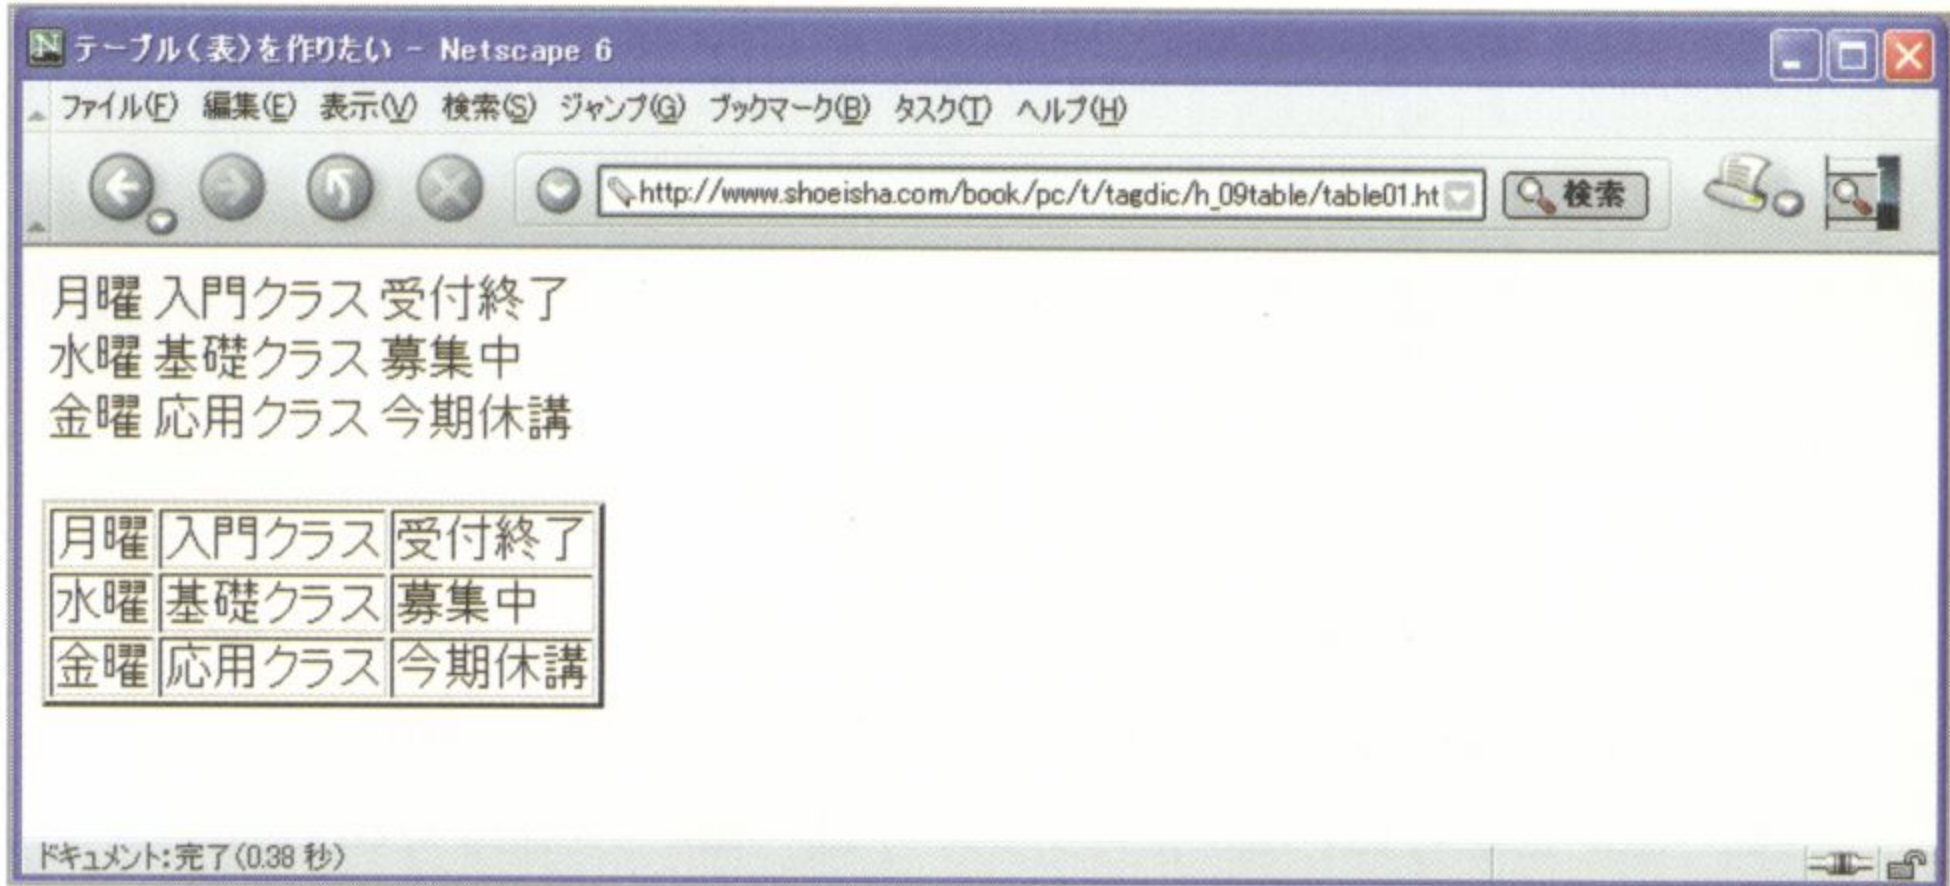 テーブル(表)を作りたい - Netscape 6
ファイル(F) 編集(E) 表示(V) 検索(S) ジャンプ(G) ブックマーク(B) タスク(T) ヘルプ(H)
http://www.shoeisha.com/book/pc/t/tagdic/h_09table/table01.ht 検索
月曜 入門クラス 受付終了
水曜 基礎クラス 募集中
金曜 応用クラス 今期休講
月曜 入門クラス 受付終了
水曜 基礎クラス 募集中
金曜 応用クラス 今期休講
ドキュメント:完了(0.38 秒)